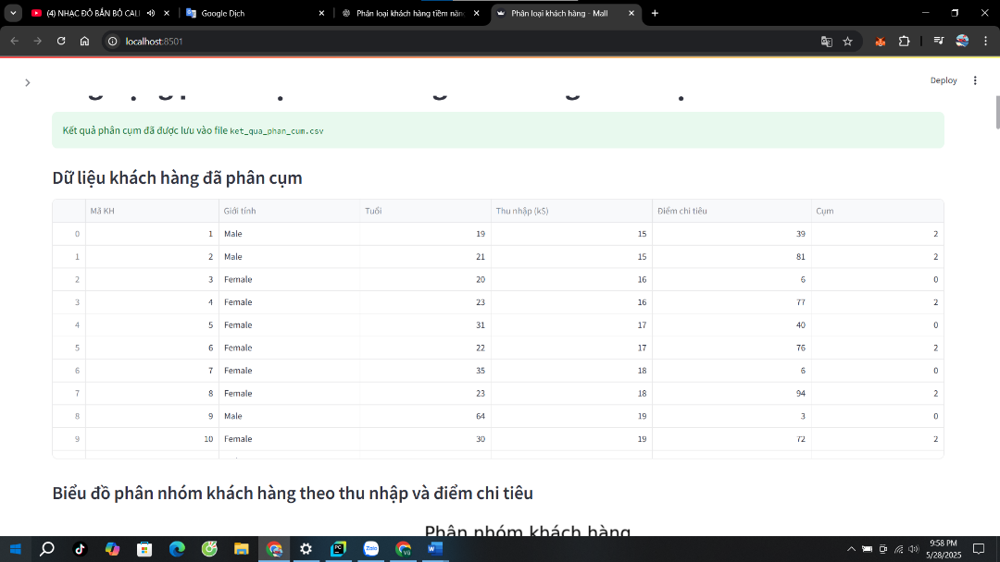 (4) NHẠC ĐỎ BẮN BỎ CALI
Google Dịch
Phân loại khách hàng tiềm năng
Phân loại khách hàng - Mall
localhost:8501
Deploy
Kết quả phân cụm đã được lưu vào file ket_qua_phan_cum.csv
Dữ liệu khách hàng đã phân cụm
Mã KH Giới tính Tuổi Thu nhập (k$) Điểm chi tiêu Cụm
0 1 Male 19 15 39 2
1 2 Male 21 15 81 2
2 3 Female 20 16 6 0
3 4 Female 23 16 77 2
4 5 Female 31 17 40 0
5 6 Female 22 17 76 2
6 7 Female 35 18 6 0
7 8 Female 23 18 94 2
8 9 Male 64 19 3 0
9 10 Female 30 19 72 2
Biểu đồ phân nhóm khách hàng theo thu nhập và điểm chi tiêu
Phân nhóm khách hàng
9:58 PM
5/28/2025